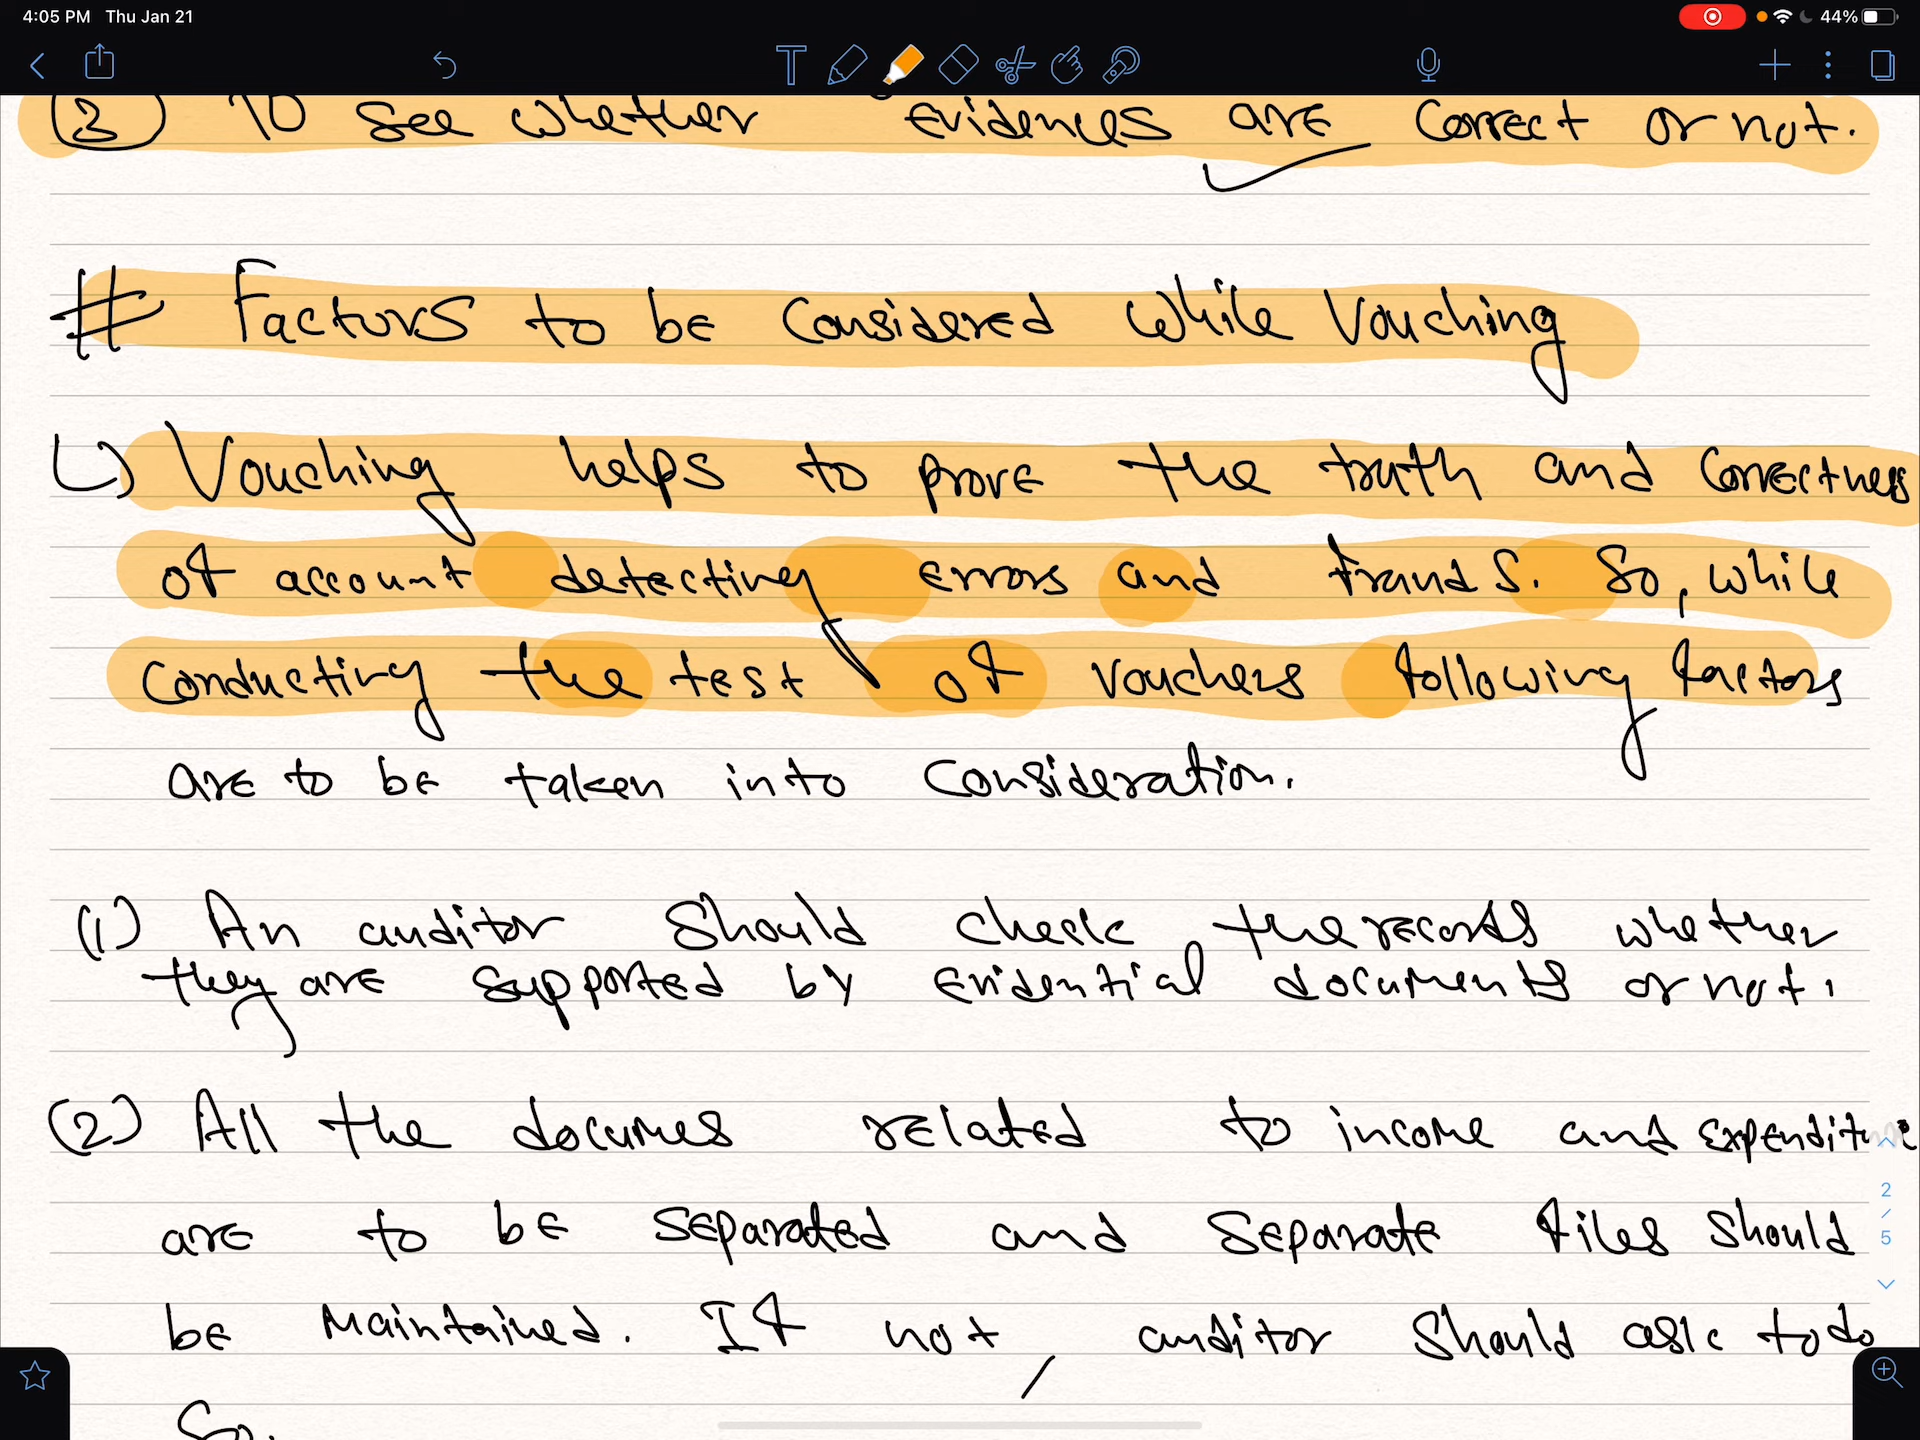 4:05 PM Thu Jan 21 44%
(3) To see whether evidences are correct or not.
# Factors to be Considered while Vouching
Vouching helps to prove the truth and correctness
of account detecting errors and frauds. So, while
conducting the test of vouchers following factors
are to be taken into consideration.
(1) An auditor should check the records whether
they are supported by evidential documents or not.
(2) All the documes related to income and expenditure
are to be separated and separate files should
be maintained. If not, auditor should ask to do
so.
2
/
5